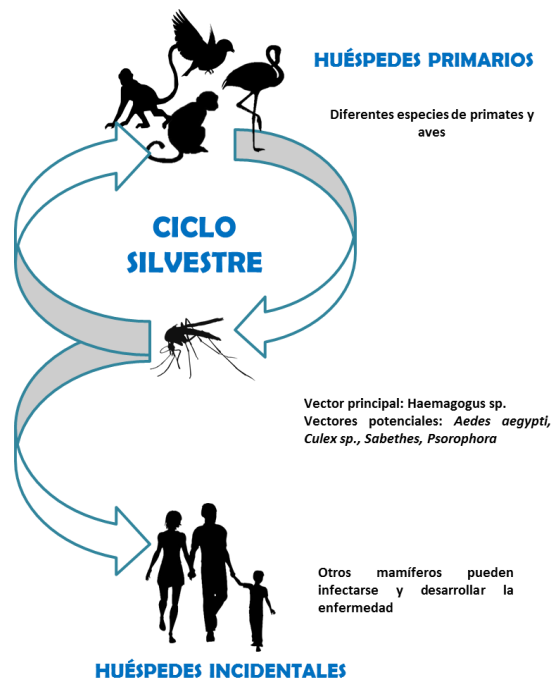 HUÉSPEDES PRIMARIOS
Diferentes especies de primates y
aves
CICLO
SILVESTRE
Vector principal: Haemagogus sp.
Vectores potenciales: Aedes aegypti,
Culex sp., Sabethes, Psorophora
Otros mamíferos pueden
infectarse y desarrollar la
enfermedad
HUÉSPEDES INCIDENTALES